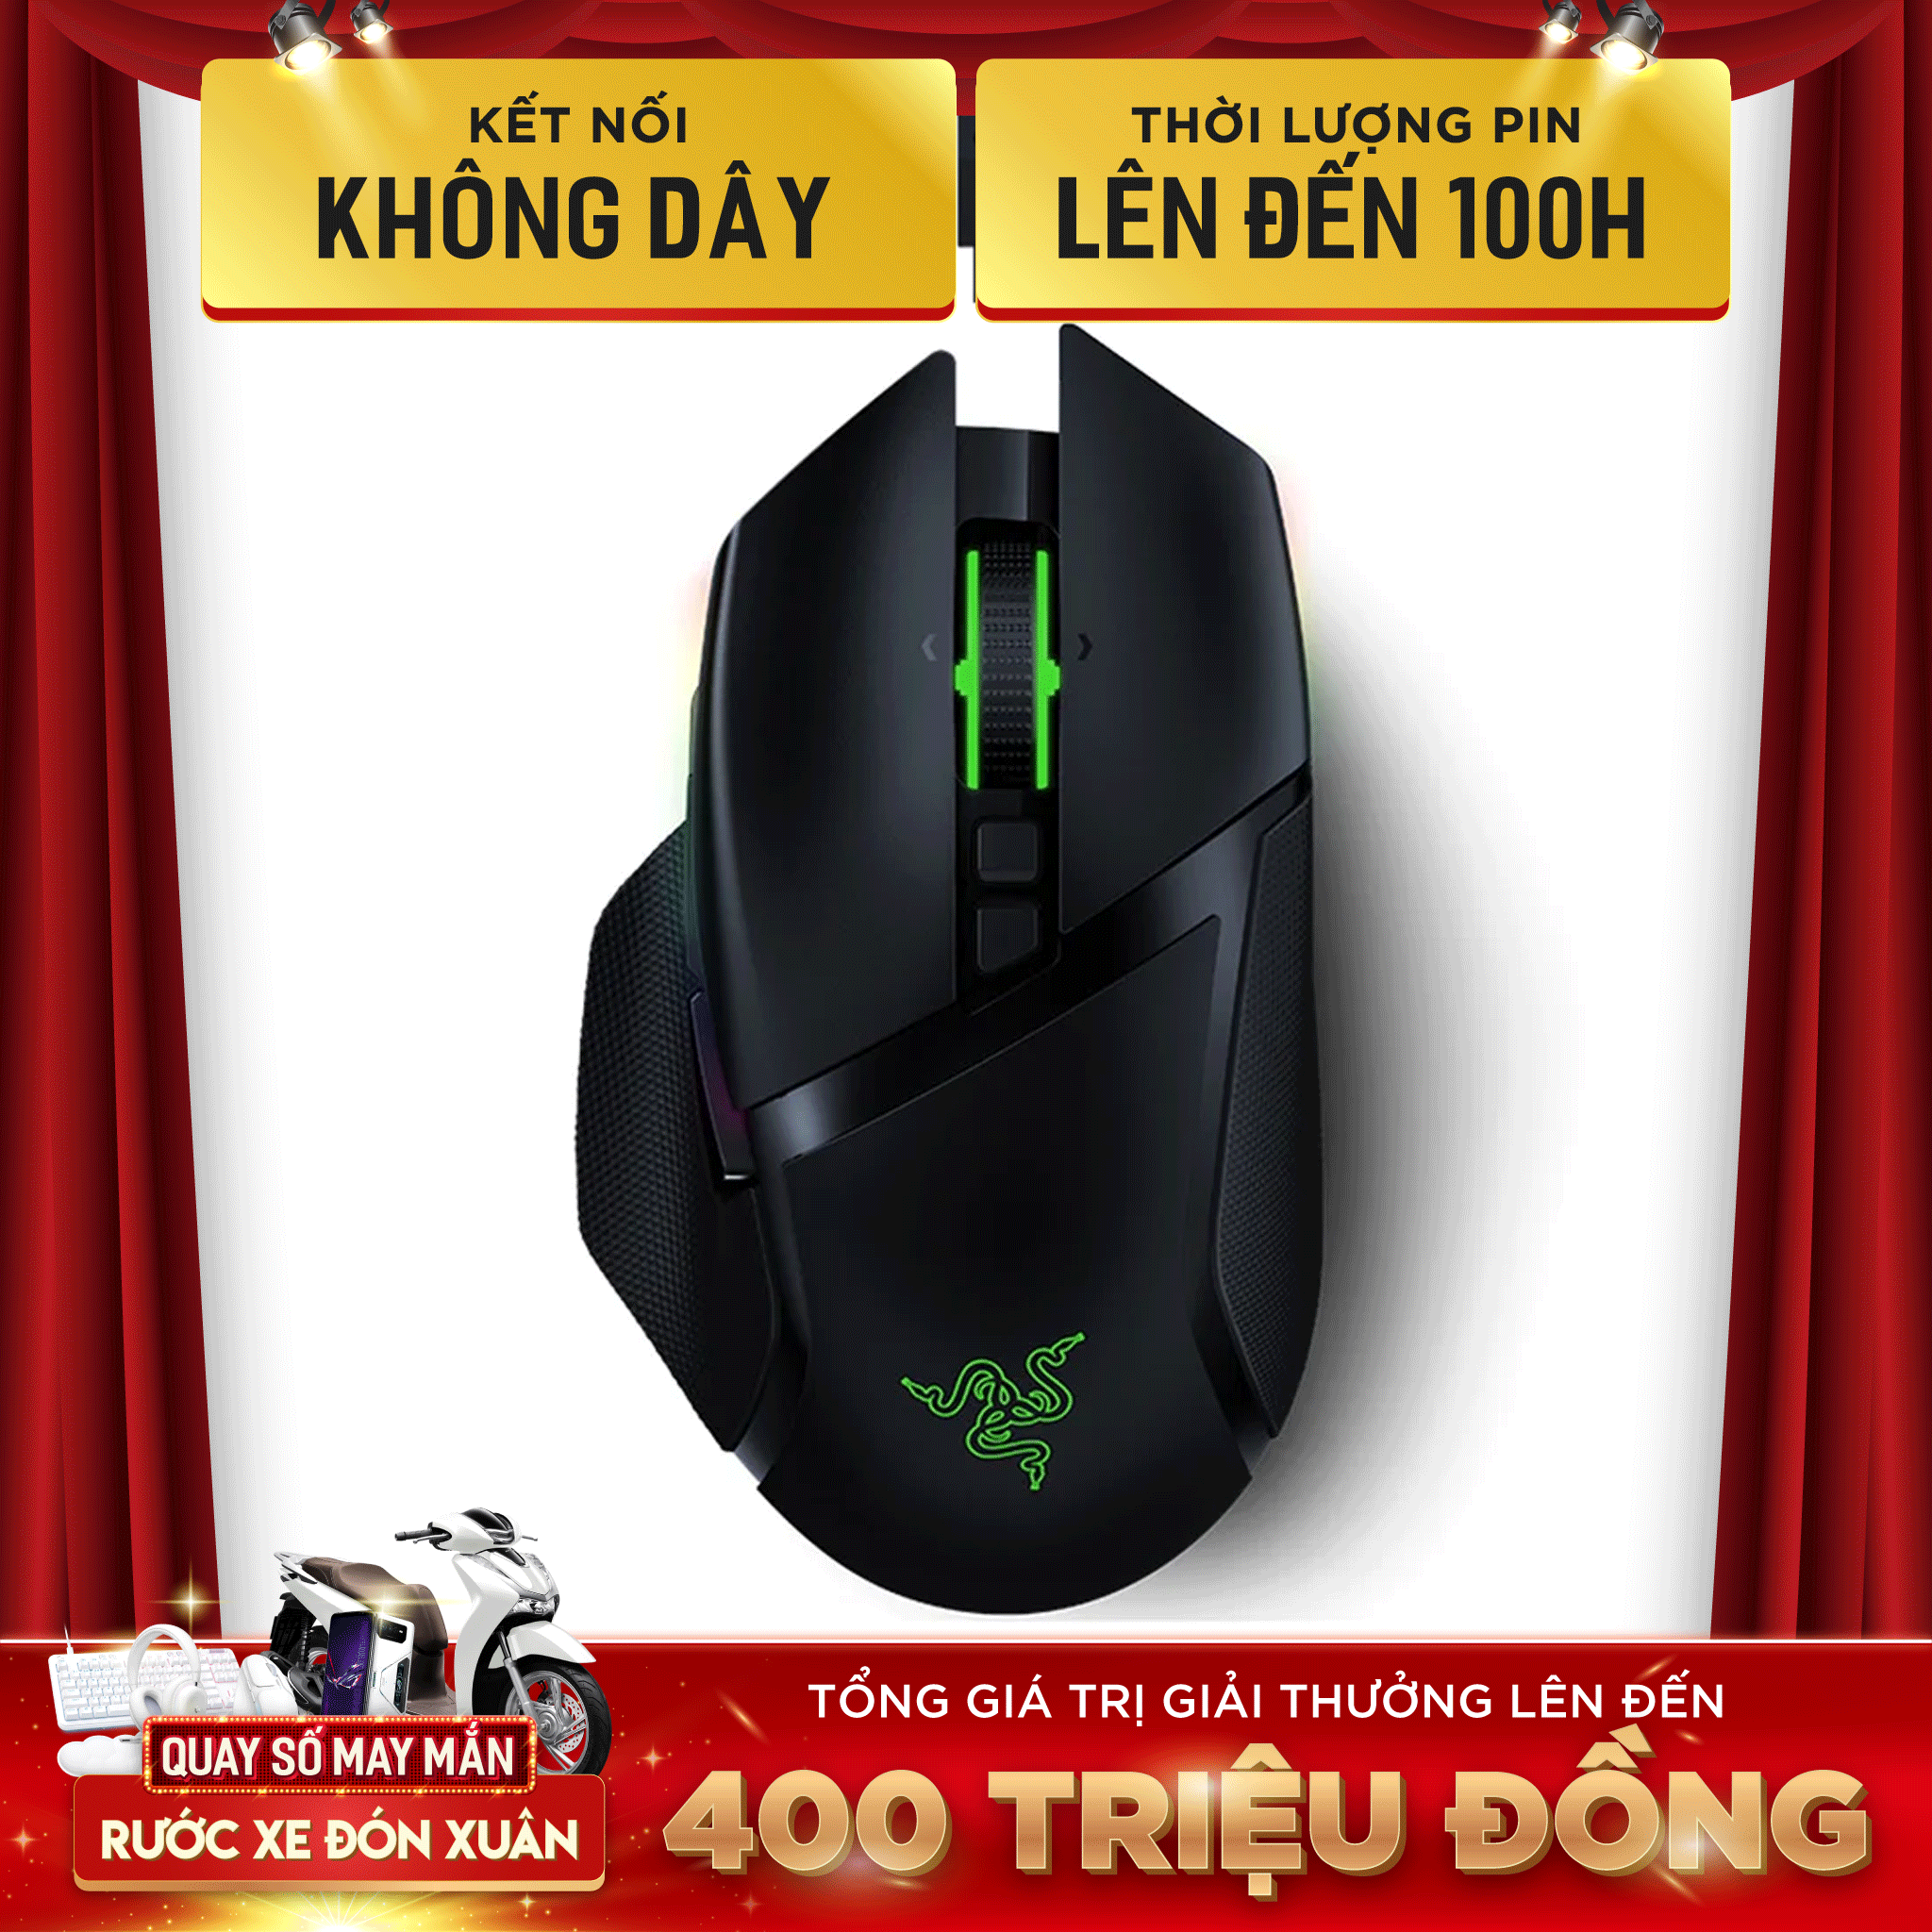 KẾT NỐI
KHÔNG DÂY
THỜI LƯỢNG PIN
LÊN ĐẾN 100H
QUAY SỐ MAY MẮN
RƯỚC XE ĐÓN XUÂN
TỔNG GIÁ TRỊ GIẢI THƯỞNG LÊN ĐẾN
400 TRIỆU ĐỒNG